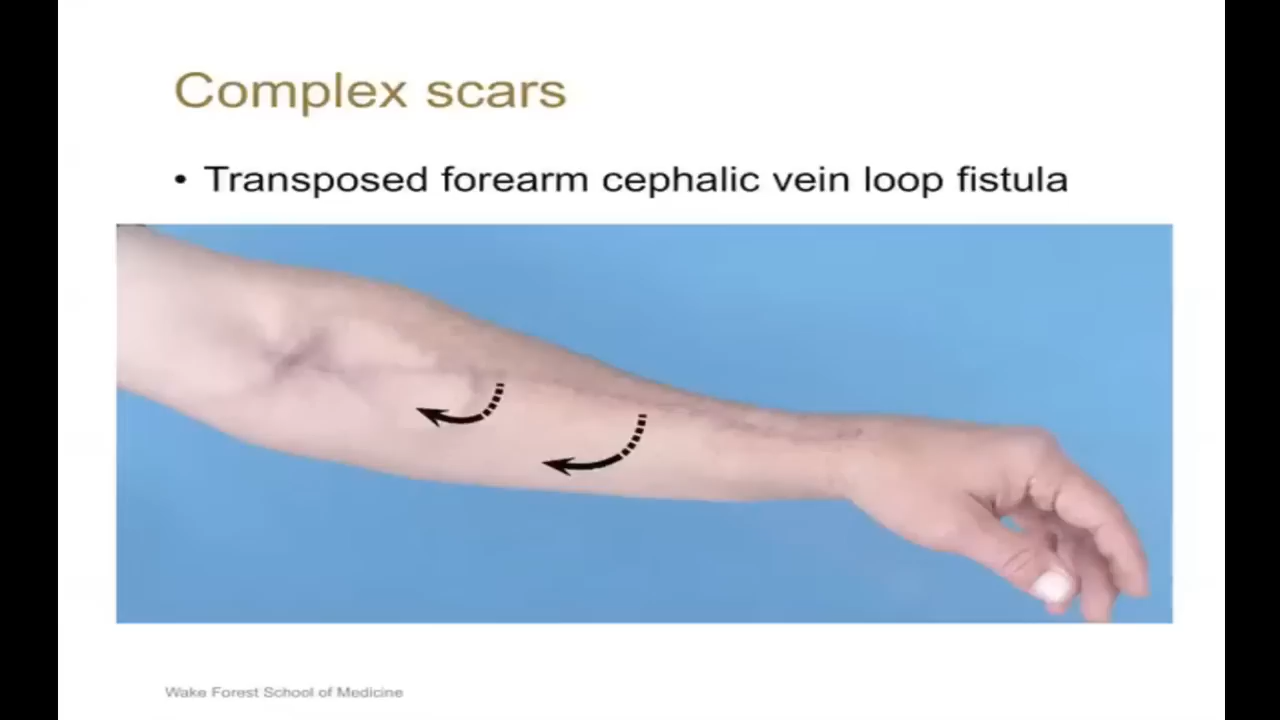 Complex scars
• Transposed forearm cephalic vein loop fistula
Wake Forest School of Medicine